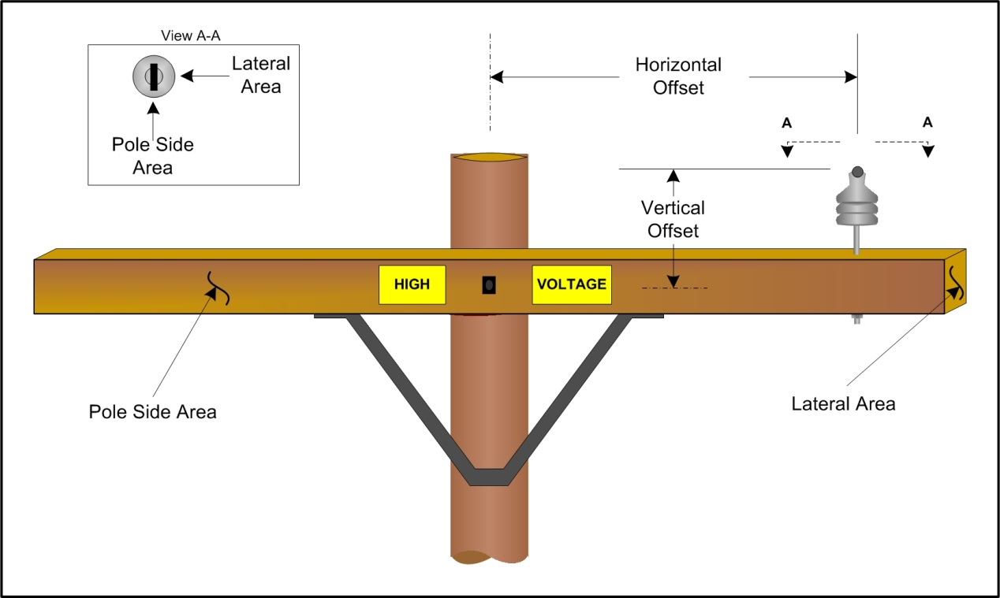 View A-A
Lateral
Area
Pole Side
Area
Horizontal
Offset
A
A
Vertical
Offset
HIGH
VOLTAGE
Pole Side Area
Lateral Area